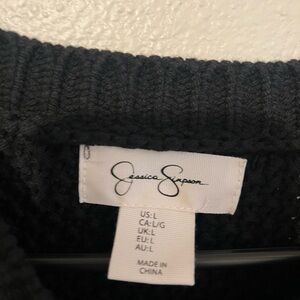 Jessica Simpson
US:L
CA:L/G
UK:L
EU:L
AU:L
MADE IN
CHINA